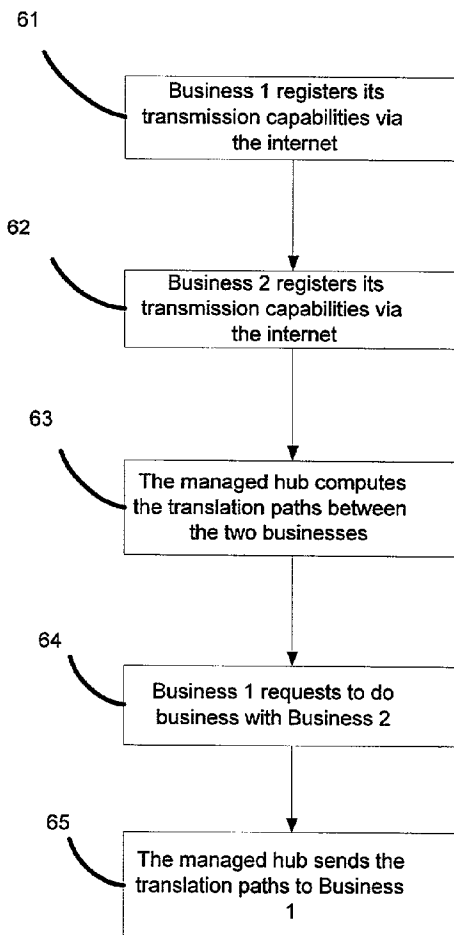 61
Business 1 registers its
transmission capabilities via
the internet
62
Business 2 registers its
transmission capabilities via
the internet
63
The managed hub computes
the translation paths between
the two businesses
64
Business 1 requests to do
business with Business 2
65
The managed hub sends the
translation paths to Business
1